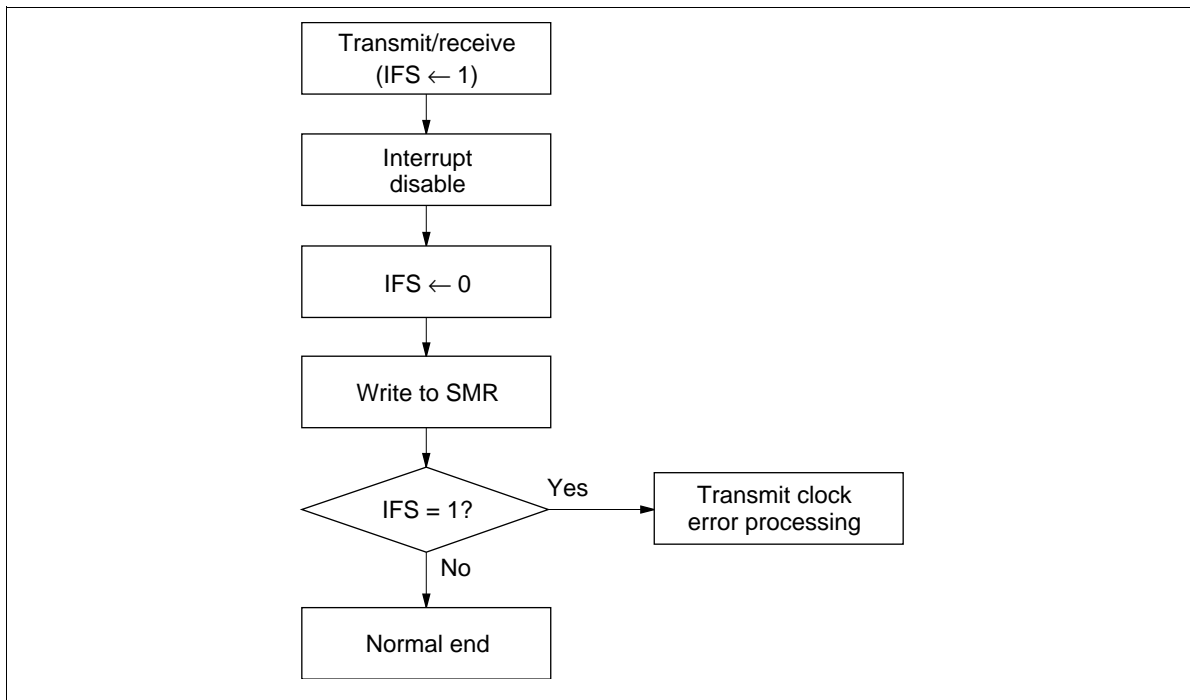 Transmit/receive
(IFS ← 1)
Interrupt
disable
IFS ← 0
Write to SMR
IFS = 1?
Yes
Transmit clock
error processing
No
Normal end